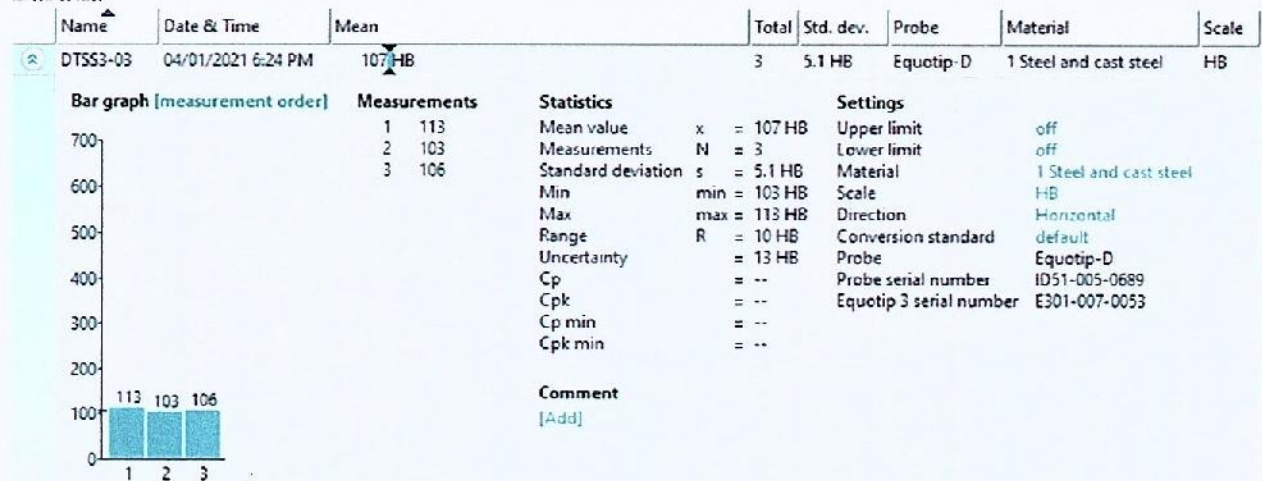 Name Date & Time Mean Total Std. dev. Probe Material Scale
DTSS3-03 04/01/2021 6:24 PM 107 HB 3 5.1 HB Equotip-D 1 Steel and cast steel HB
Bar graph [measurement order]
700
600
500
400
300
200
100
0
113 103 106
1 2 3
Measurements
1 113
2 103
3 106
Statistics
Mean value x = 107 HB
Measurements N = 3
Standard deviation s = 5.1 HB
Min min = 103 HB
Max max = 113 HB
Range R = 10 HB
Uncertainty = 13 HB
Cp = --
Cpk = --
Cp min = --
Cpk min = --
Comment
[Add]
Settings
Upper limit off
Lower limit off
Material 1 Steel and cast steel
Scale HB
Direction Horizontal
Conversion standard default
Probe Equotip-D
Probe serial number ID51-005-0689
Equotip 3 serial number E301-007-0053